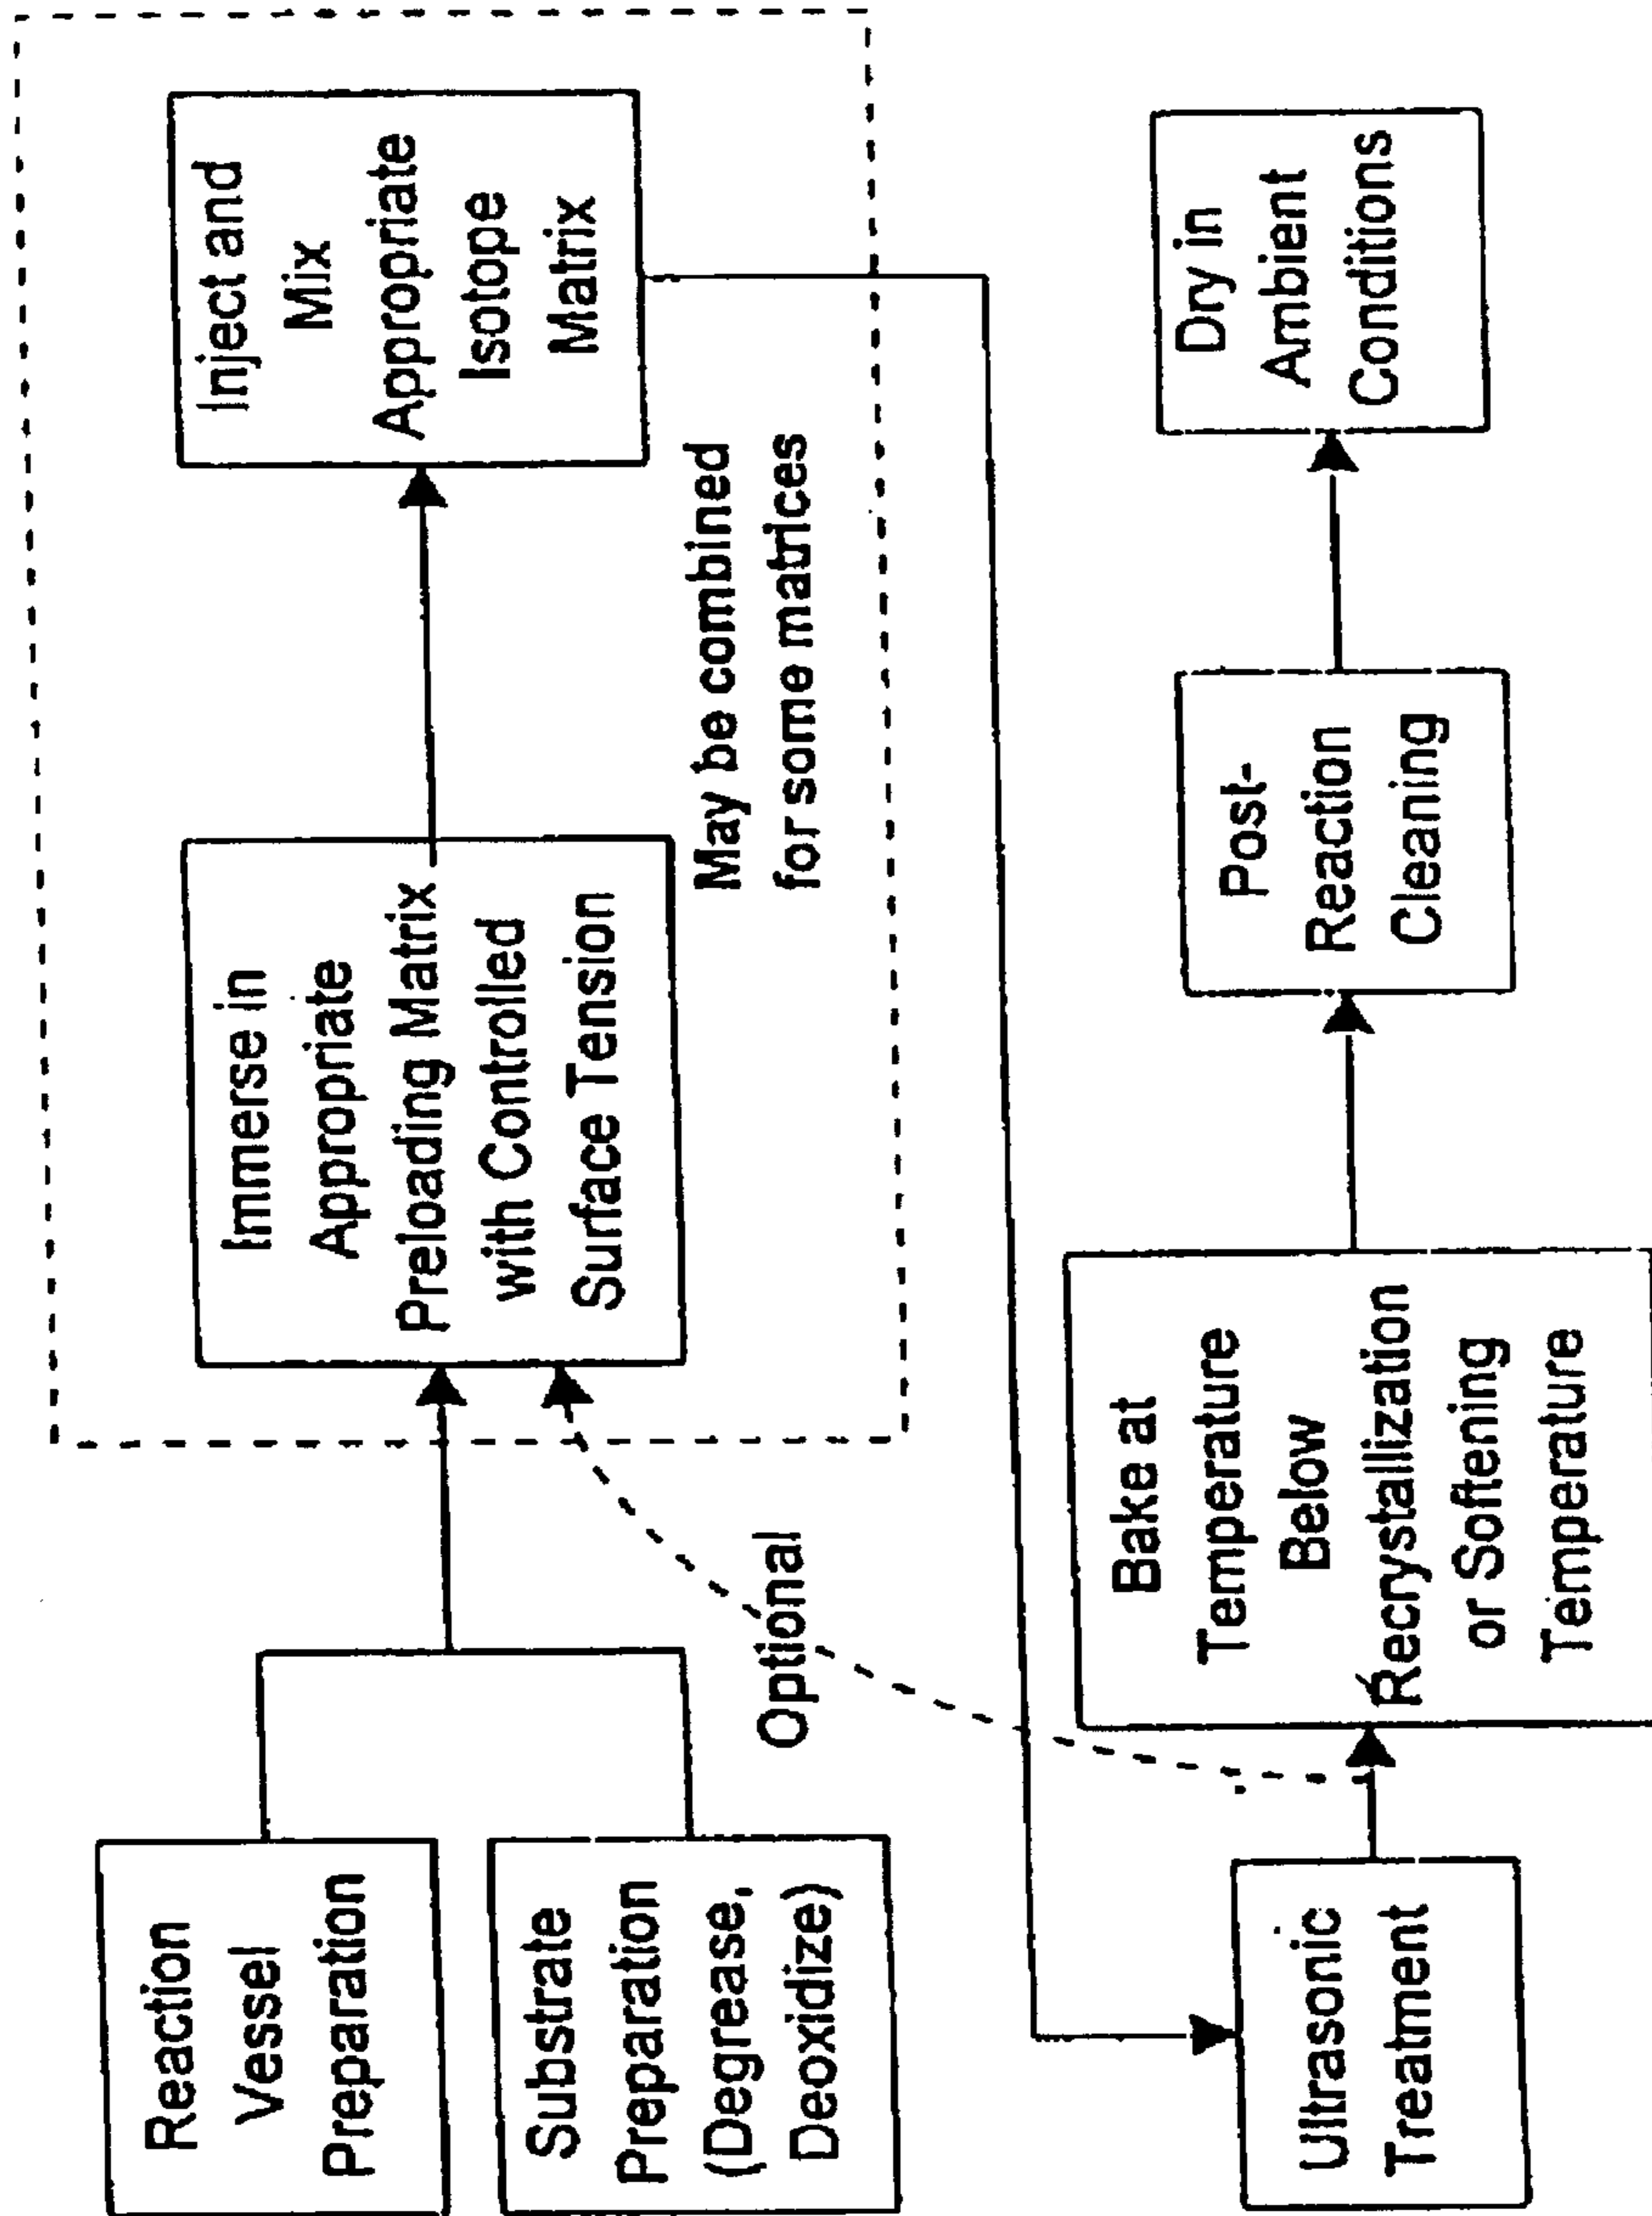 Reaction
Vessel
Preparation
Substrate
Preparation
(Degrease,
Deoxidize)
Immerse in
Appropriate
Preloading Matrix
with Controlled
Surface Tension
Inject and
Mix
Appropriate
Isotope
Matrix
May be combined
for some matrices
Optional
Ultrasonic
Treatment
Bake at
Temperature
Below
Recrystallization
or Softening
Temperature
Post-
Reaction
Cleaning
Dry in
Ambient
Conditions